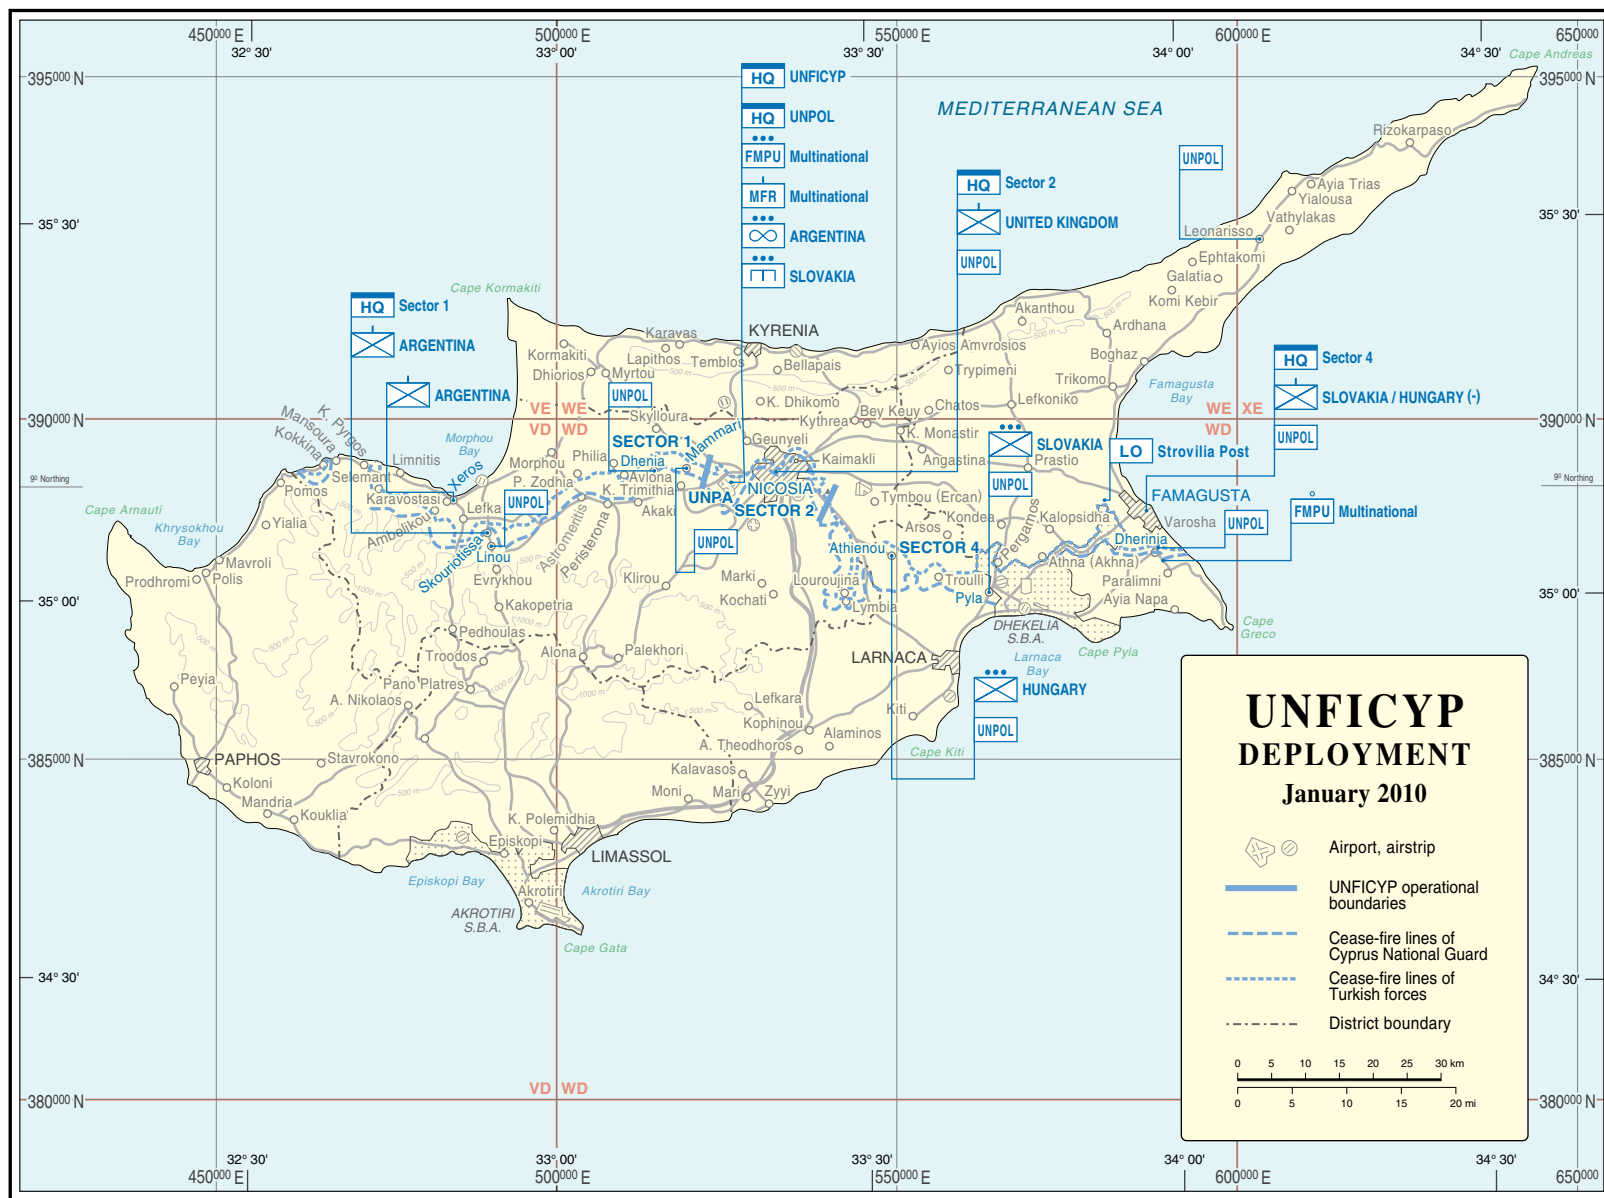 450000 E
500000 E
550000 E
600000 E
650000
32° 30'
33° 00'
33° 30'
34° 00'
34° 30'
Cape Andreas
395000 N
395000 N
HQ UNFICYP
HQ UNPOL
FMPU Multinational
MFR Multinational
ARGENTINA
SLOVAKIA
MEDITERRANEAN SEA
Rizokarpaso
UNPOL
HQ Sector 2
UNITED KINGDOM
UNPOL
Ayia Trias
Yialousa
Vathylakas
Leonarisso
Ephtakomi
Galatia
Komi Kebir
35° 30'
35° 30'
Cape Kormakiti
HQ Sector 1
ARGENTINA
ARGENTINA
Akanthou
Ardhana
Boghaz
Trikomo
Famagusta
Bay
HQ Sector 4
SLOVAKIA / HUNGARY (-)
UNPOL
Karavas
KYRENIA
Kormakiti
Lapithos
Temblos
Bellapais
Ayios Amvrosios
Trypimeni
Dhiorios
Myrtou
UNPOL
K. Dhikomo
Bey Keuy
Chatos
Lefkoniko
VE WE
VD WD
WE XE
WD
390000 N
390000 N
Skylloura
Kythrea
K. Monastir
SLOVAKIA
LO Strovilia Post
Kokkina
Mansoura
K. Pyrgos
Morphou
Bay
SECTOR 1
Mammari
Geunyeli
Kaimakli
Angastina
Prastio
UNPOL
Limnitis
Selemant
Xeros
Morphou
Philia
Dhenia
Avlona
9º Northing
9º Northing
Pomos
Karavostasi
UNPOL
P. Zodhia
K. Trimithia
UNPA
NICOSIA
SECTOR 2
Tymbou (Ercan)
FAMAGUSTA
Cape Arnauti
Khrysokhou
Bay
Yialia
Ambelikou
Lefka
Akaki
Arsos
Kondea
Pergamos
Kalopsidha
Varosha
UNPOL
FMPU Multinational
Astromeritis
Peristerona
UNPOL
Athienou
SECTOR 4
Dherinia
Skouriotissa
Linou
Mavroli
Prodhromi
Polis
Evrykhou
Klirou
Marki
Louroujina
Troulli
Athna (Akhna)
Paralimni
35° 00'
35° 00'
Kakopetria
Kochati
Lymbia
Pyla
Ayia Napa
Pedhoulas
DHEKELIA
S.B.A.
Cape
Greco
Troodos
Alona
Palekhori
LARNACA
Larnaca
Bay
Cape Pyla
Peyia
Pano Platres
A. Nikolaos
HUNGARY
UNPOL
Lefkara
Kiti
Kophinou
Alaminos
Cape Kiti
A. Theodhoros
385000 N
385000 N
PAPHOS
Stavrokono
Kalavasos
Koloni
Mandria
Kouklia
Moni
Mari
Zyyi
K. Polemidhia
Episkopi
LIMASSOL
Episkopi Bay
Akrotiri
Akrotiri Bay
AKROTIRI
S.B.A.
Cape Gata
34° 30'
34° 30'
VD WD
380000 N
380000 N
500 m
1000 m
UNFICYP
DEPLOYMENT
January 2010
Airport, airstrip
UNFICYP operational
boundaries
Cease-fire lines of
Cyprus National Guard
Cease-fire lines of
Turkish forces
District boundary
0 5 10 15 20 25 30 km
0 5 10 15 20 mi
32° 30'
33° 00'
33° 30'
34° 00'
34° 30'
450000 E
500000 E
550000 E
600000 E
650000